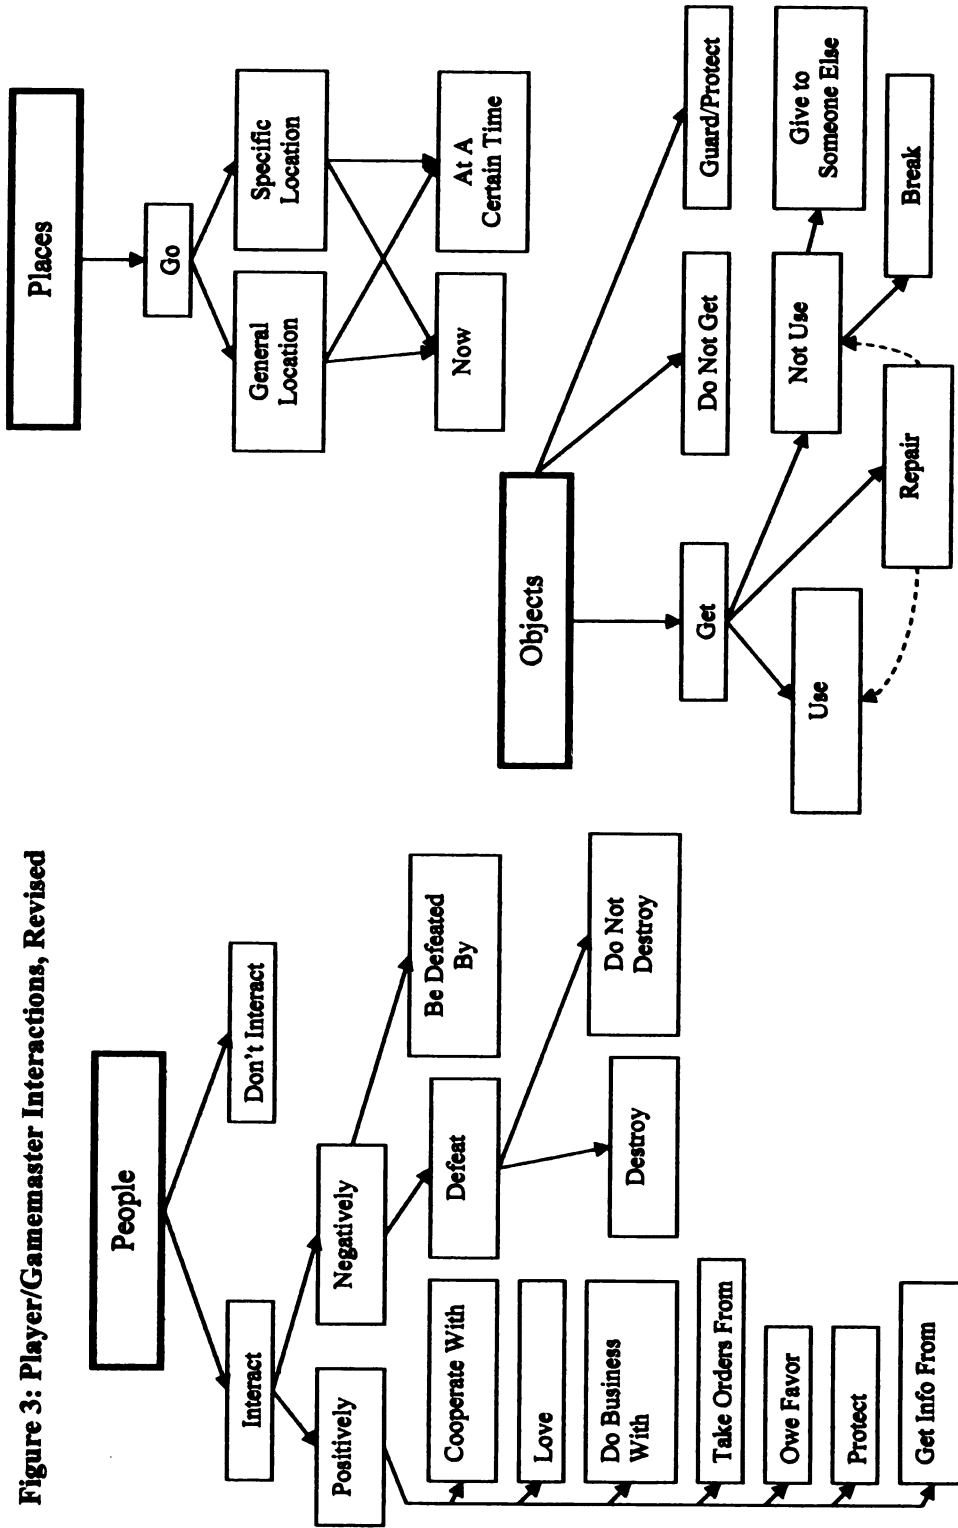 Figure 3: Player/Gamemaster Interactions, Revised
People
Interact
Don't Interact
Positively
Negatively
Cooperate With
Love
Do Business
With
Take Orders From
Owe Favor
Protect
Get Info From
Defeat
Be Defeated
By
Destroy
Do Not
Destroy
Places
Go
General
Location
Specific
Location
Now
At A
Certain Time
Objects
Get
Do Not Get
Guard/Protect
Use
Repair
Not Use
Give to
Someone Else
Break